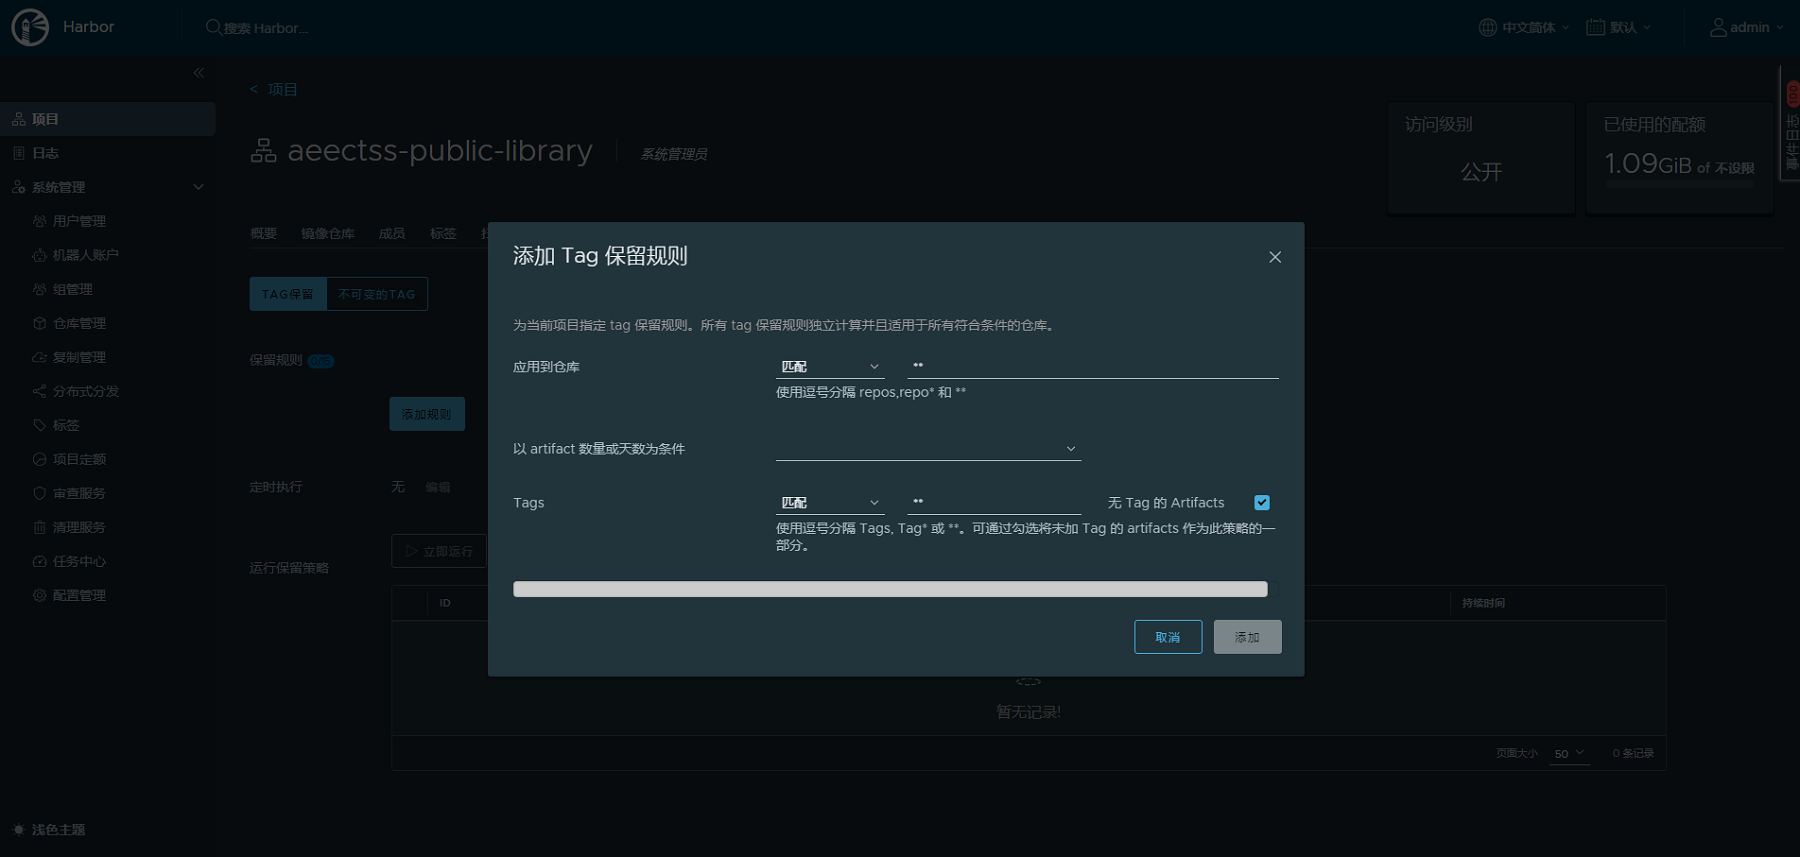 Harbor
搜索 Harbor...
中文简体
默认
admin
项目
日志
系统管理
用户管理
机器人账户
组管理
仓库管理
复制管理
分布式分发
标签
项目定额
审查服务
清理服务
任务中心
配置管理
浅色主题
< 项目
aeectss-public-library
系统管理员
访问级别
公开
已使用的配额
1.09GiB of 不设限
事件日志
概要
镜像仓库
成员
标签
TAG保留
不可变的TAG
保留规则 0/15
添加规则
定时执行
无
编辑
运行保留策略
立即运行
ID
持续时间
暂无记录!
页面大小
50
0 条记录
添加 Tag 保留规则
为当前项目指定 tag 保留规则。所有 tag 保留规则独立计算并且适用于所有符合条件的仓库。
应用到仓库
匹配
**
使用逗号分隔 repos,repo* 和 **
以 artifact 数量或天数为条件
Tags
匹配
**
无 Tag 的 Artifacts
使用逗号分隔 Tags, Tag* 或 **。可通过勾选将未加 Tag 的 artifacts 作为此策略的一
部分。
取消
添加